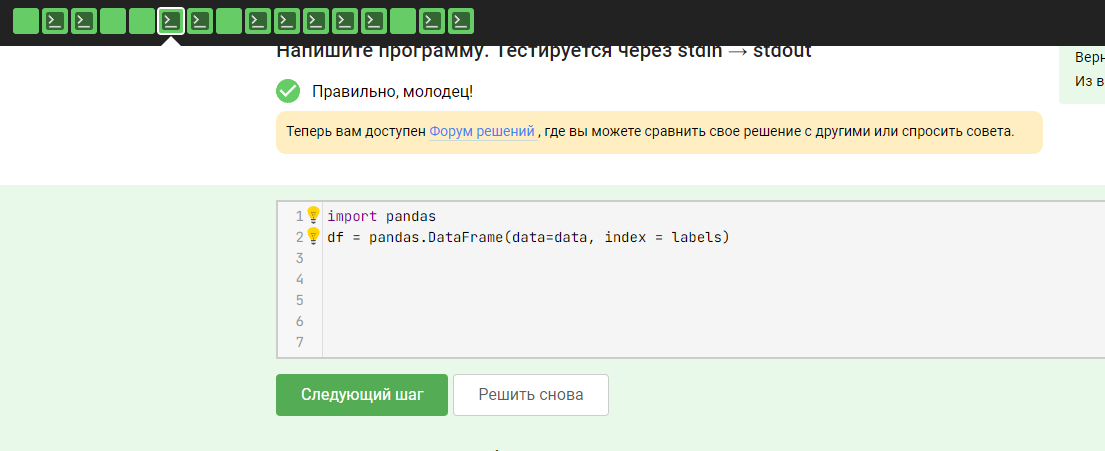 Напишите программу. Тестируется через stdin → stdout
Верн
Из в
Правильно, молодец!
Теперь вам доступен Форум решений , где вы можете сравнить свое решение с другими или спросить совета.
1 import pandas
2 df = pandas.DataFrame(data=data, index = labels)
3
4
5
6
7
Следующий шаг
Решить снова